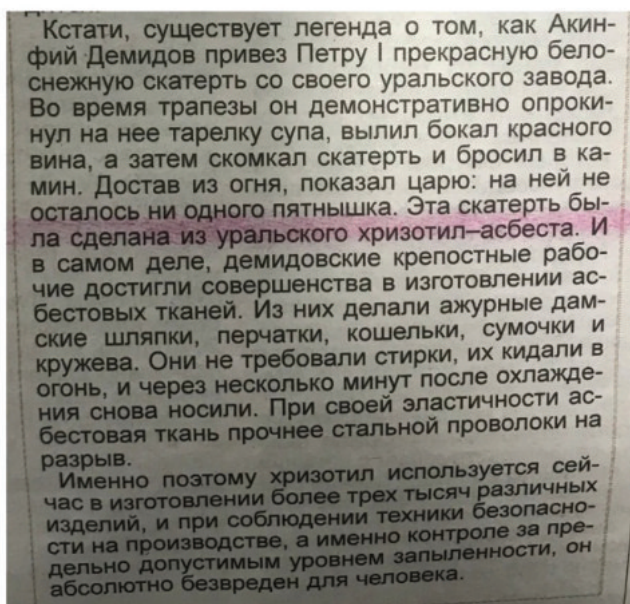 Кстати, существует легенда о том, как Акин-
фий Демидов привез Петру I прекрасную бело-
снежную скатерть со своего уральского завода.
Во время трапезы он демонстративно опроки-
нул на нее тарелку супа, вылил бокал красного
вина, а затем скомкал скатерть и бросил в ка-
мин. Достав из огня, показал царю: на ней не
осталось ни одного пятнышка. Эта скатерть бы-
ла сделана из уральского хризотил–асбеста. И
в самом деле, демидовские крепостные рабо-
чие достигли совершенства в изготовлении ас-
бестовых тканей. Из них делали ажурные дам-
ские шляпки, перчатки, кошельки, сумочки и
кружева. Они не требовали стирки, их кидали в
огонь, и через несколько минут после охлажде-
ния снова носили. При своей эластичности ас-
бестовая ткань прочнее стальной проволоки на
разрыв.
Именно поэтому хризотил используется сей-
час в изготовлении более трех тысяч различных
изделий, и при соблюдении техники безопасно-
сти на производстве, а именно контроле за пре-
дельно допустимым уровнем запыленности, он
абсолютно безвреден для человека.